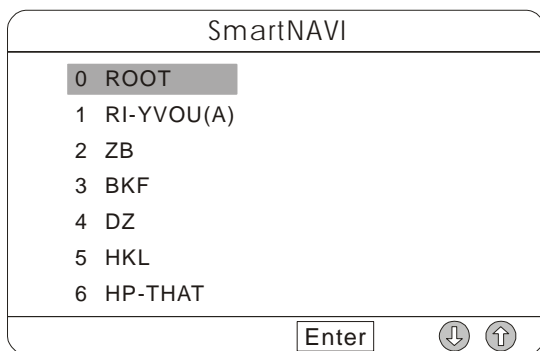 SmartNAVI
0 ROOT
1 RI-YVOU(A)
2 ZB
3 BKF
4 DZ
5 HKL
6 HP-THAT
Enter